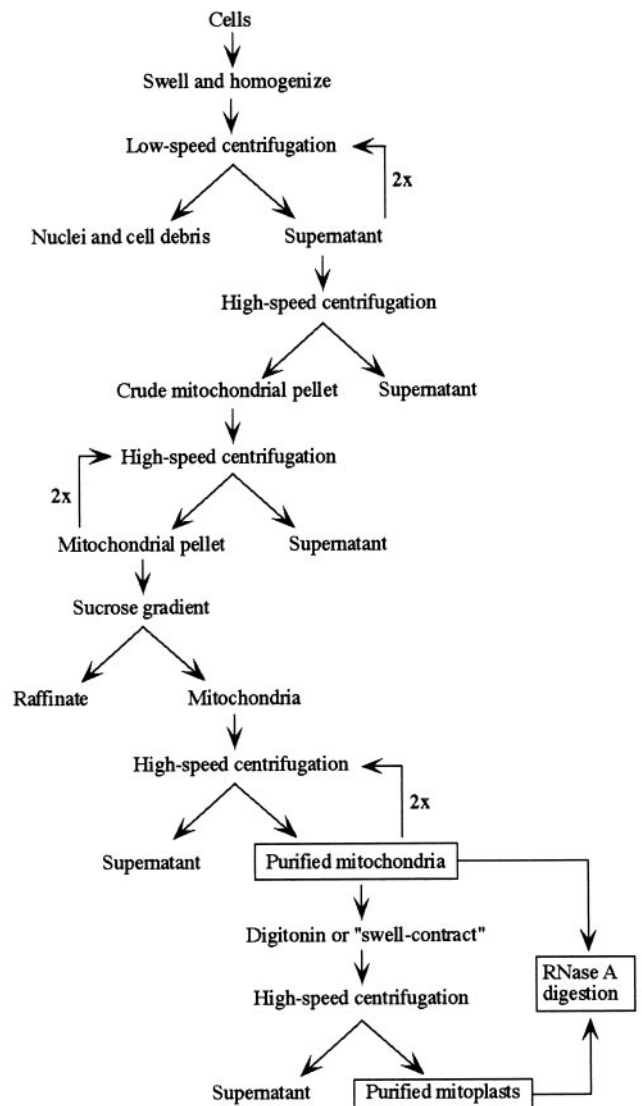 Cells
Swell and homogenize
Low-speed centrifugation
2x
Nuclei and cell debris
Supernatant
High-speed centrifugation
Crude mitochondrial pellet
Supernatant
High-speed centrifugation
2x
Mitochondrial pellet
Supernatant
Sucrose gradient
Raffinate
Mitochondria
High-speed centrifugation
2x
Supernatant
Purified mitochondria
Digitonin or "swell-contract"
RNase A
digestion
High-speed centrifugation
Supernatant
Purified mitoplasts